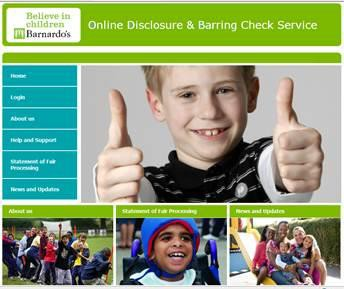 Believe in
children
Barnardo's
Online Disclosure & Barring Check Service
Home
Login
About us
Help and Support
Statement of Fair
Processing
News and Updates
About us
Statement of Fair Processing
News and Updates